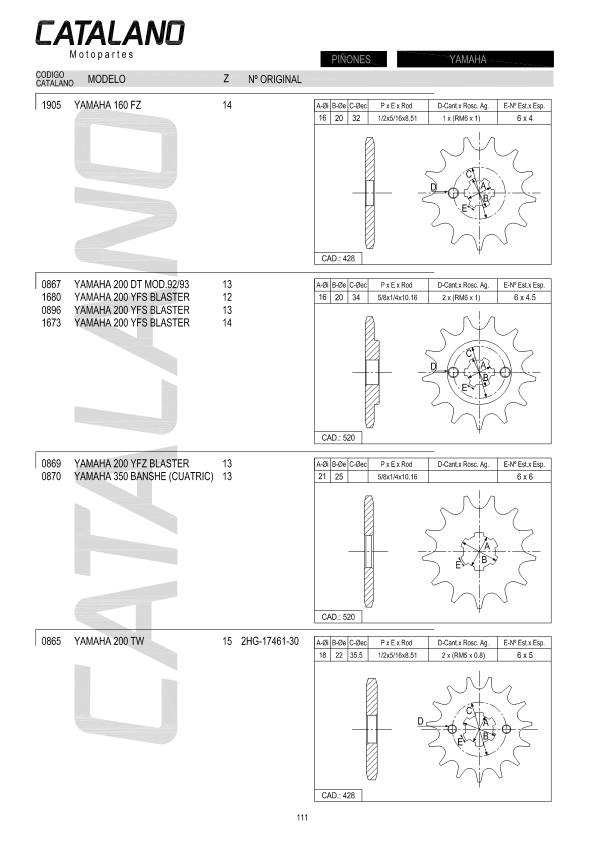 CATALANO
Motopartes
PIÑONES YAMAHA
CODIGO CATALANO MODELO Z Nº ORIGINAL
1905 YAMAHA 160 FZ 14
A-Øi B-Øe C-Øec P x E x Rod D-Cant.x Rosc. Ag. E-Nº Est.x Esp.
16 20 32 1/2x5/16x8.51 1 x (RM6 x 1) 6 x 4
C
D A
B
E
CAD.: 428
0867 YAMAHA 200 DT MOD.92/93 13
1680 YAMAHA 200 YFS BLASTER 12
0896 YAMAHA 200 YFS BLASTER 13
1673 YAMAHA 200 YFS BLASTER 14
A-Øi B-Øe C-Øec P x E x Rod D-Cant.x Rosc. Ag. E-Nº Est.x Esp.
16 20 34 5/8x1/4x10.16 2 x (RM6 x 1) 6 x 4.5
C
D A
B
E
CAD.: 520
0869 YAMAHA 200 YFZ BLASTER 13
0870 YAMAHA 350 BANSHE (CUATRIC) 13
A-Øi B-Øe C-Øec P x E x Rod D-Cant.x Rosc. Ag. E-Nº Est.x Esp.
21 25 5/8x1/4x10.16 6 x 6
A
E B
CAD.: 520
0865 YAMAHA 200 TW 15 2HG-17461-30
A-Øi B-Øe C-Øec P x E x Rod D-Cant.x Rosc. Ag. E-Nº Est.x Esp.
18 22 35.5 1/2x5/16x8.51 2 x (RM6 x 0.8) 6 x 5
C
D A
B
E
CAD.: 428
CATALANO
111